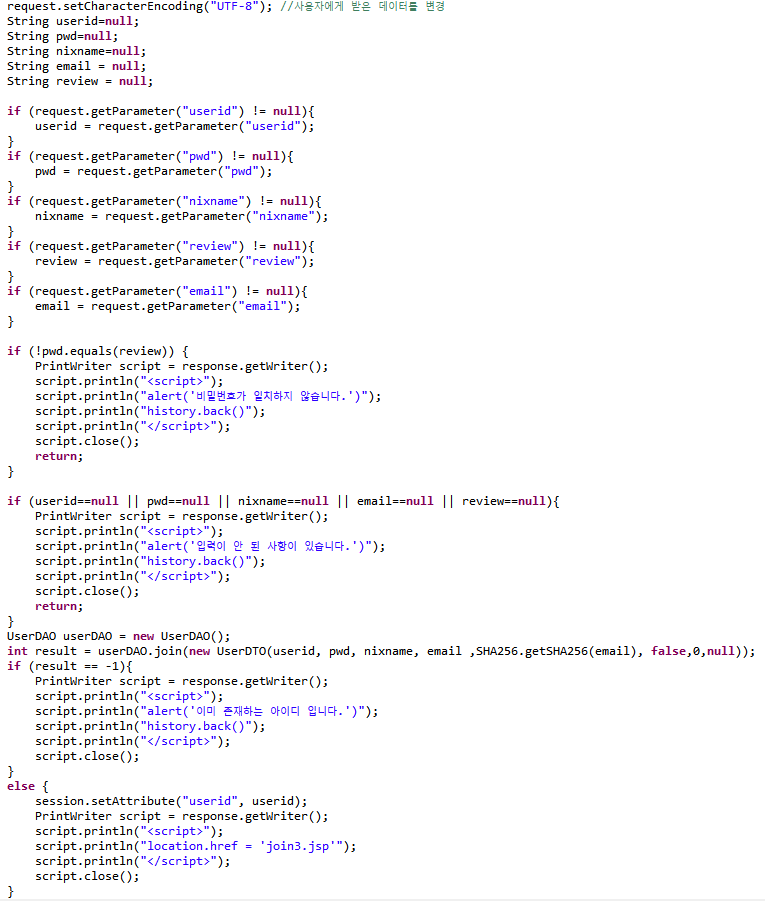 request.setCharacterEncoding("UTF-8"); //사용자에게 받은 데이터를 변경
String userid=null;
String pwd=null;
String nixname=null;
String email = null;
String review = null;
if (request.getParameter("userid") != null){
userid = request.getParameter("userid");
}
if (request.getParameter("pwd") != null){
pwd = request.getParameter("pwd");
}
if (request.getParameter("nixname") != null){
nixname = request.getParameter("nixname");
}
if (request.getParameter("review") != null){
review = request.getParameter("review");
}
if (request.getParameter("email") != null){
email = request.getParameter("email");
}
if (!pwd.equals(review)) {
PrintWriter script = response.getWriter();
script.println("<script>");
script.println("alert('비밀번호가 일치하지 않습니다.')");
script.println("history.back()");
script.println("</script>");
script.close();
return;
}
if (userid==null || pwd==null || nixname==null || email==null || review==null){
PrintWriter script = response.getWriter();
script.println("<script>");
script.println("alert('입력이 안 된 사항이 있습니다.')");
script.println("history.back()");
script.println("</script>");
script.close();
return;
}
UserDAO userDAO = new UserDAO();
int result = userDAO.join(new UserDTO(userid, pwd, nixname, email ,SHA256.getSHA256(email), false,0,null));
if (result == -1){
PrintWriter script = response.getWriter();
script.println("<script>");
script.println("alert('이미 존재하는 아이디 입니다.')");
script.println("history.back()");
script.println("</script>");
script.close();
}
else {
session.setAttribute("userid", userid);
PrintWriter script = response.getWriter();
script.println("<script>");
script.println("location.href = 'join3.jsp'");
script.println("</script>");
script.close();
}